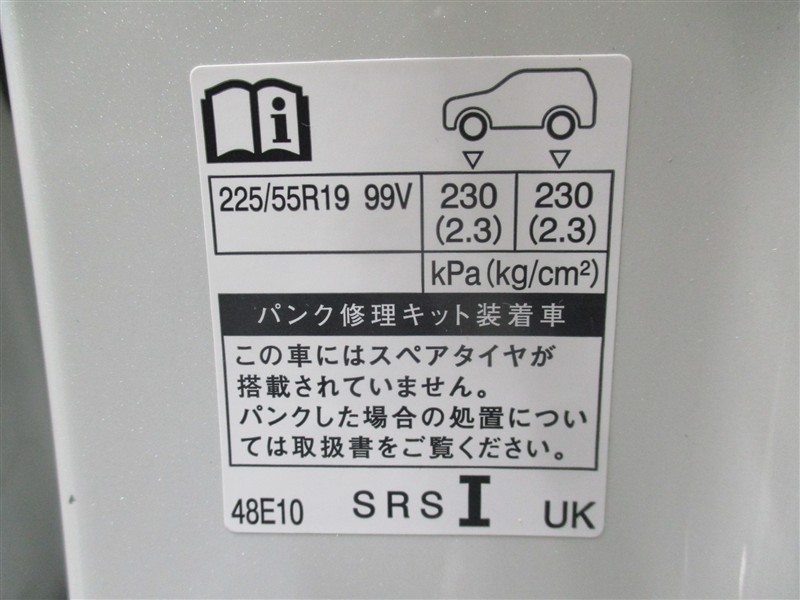 i
225/55R19 99V 230 230
(2.3) (2.3)
kPa(kg/cm²)
パンク修理キット装着車
この車にはスペアタイヤが
搭載されていません。
パンクした場合の処置につい
ては取扱書をご覧ください。
48E10 SRS I UK